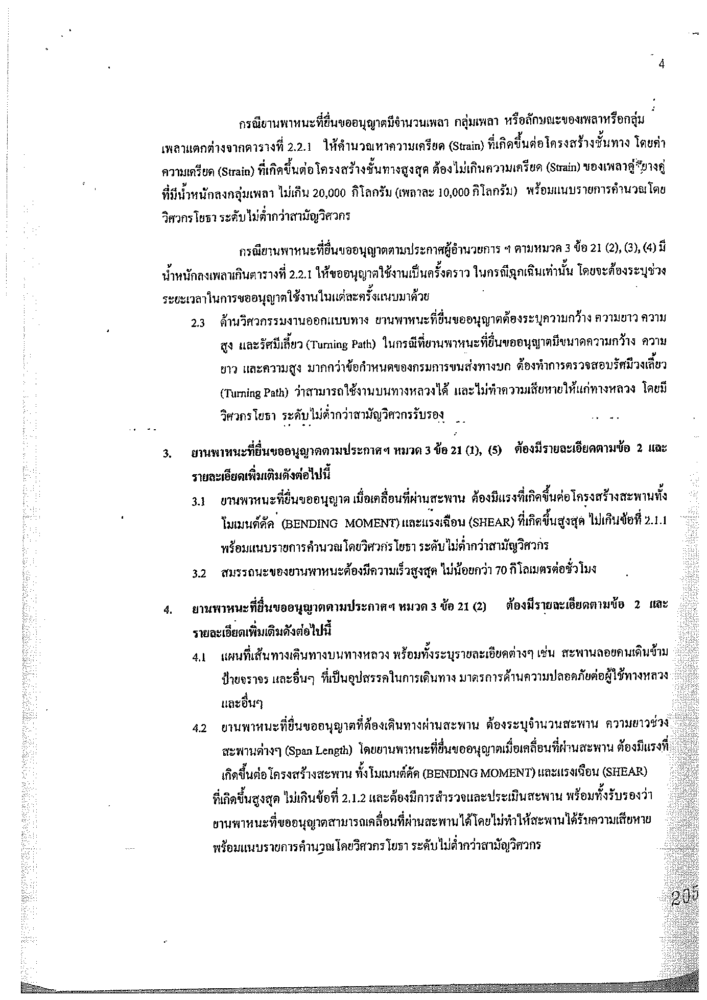 4
กรณียานพาหนะที่ยื่นขออนุญาตมีจำนวนเพลา กลุ่มเพลา หรือลักษณะของเพลาหรือกลุ่ม
เพลาแตกต่างจากตารางที่ 2.2.1 ให้คำนวณหาความเครียด (Strain) ที่เกิดขึ้นต่อโครงสร้างชั้นทาง โดยค่า
ความเครียด (Strain) ที่เกิดขึ้นต่อโครงสร้างชั้นทางสูงสุด ต้องไม่เกินความเครียด (Strain) ของเพลาคู่ ยางคู่
ที่มีน้ำหนักลงกลุ่มเพลา ไม่เกิน 20,000 กิโลกรัม (เพลาละ 10,000 กิโลกรัม) พร้อมแนบรายการคำนวณโดย
วิศวกรโยธา ระดับไม่ต่ำกว่าสามัญวิศวกร
กรณียานพาหนะที่ยื่นขออนุญาตตามประกาศผู้อำนวยการ ฯ ตามหมวด 3 ข้อ 21 (2), (3), (4) มี
น้ำหนักลงเพลาเกินตารางที่ 2.2.1 ให้ขออนุญาตใช้งานเป็นครั้งคราว ในกรณีฉุกเฉินเท่านั้น โดยจะต้องระบุช่วง
ระยะเวลาในการขออนุญาตใช้งานในแต่ละครั้งแนบมาด้วย
2.3 ด้านวิศวกรรมงานออกแบบทาง ยานพาหนะที่ยื่นขออนุญาตต้องระบุความกว้าง ความยาว ความ
สูง และรัศมีเลี้ยว (Turning Path) ในกรณีที่ยานพาหนะที่ยื่นขออนุญาตมีขนาดความกว้าง ความ
ยาว และความสูง มากกว่าข้อกำหนดของกรมการขนส่งทางบก ต้องทำการตรวจสอบรัศมีวงเลี้ยว
(Turning Path) ว่าสามารถใช้งานบนทางหลวงได้ และไม่ทำความเสียหายให้แก่ทางหลวง โดยมี
วิศวกรโยธา ระดับไม่ต่ำกว่าสามัญวิศวกรรับรอง
3. ยานพาหนะที่ยื่นขออนุญาตตามประกาศฯ หมวด 3 ข้อ 21 (1), (5) ต้องมีรายละเอียดตามข้อ 2 และ
รายละเอียดเพิ่มเติมดังต่อไปนี้
3.1 ยานพาหนะที่ยื่นขออนุญาต เมื่อเคลื่อนที่ผ่านสะพาน ต้องมีแรงที่เกิดขึ้นต่อโครงสร้างสะพานทั้ง
โมเมนต์ดัด (BENDING MOMENT) และแรงเฉือน (SHEAR) ที่เกิดขึ้นสูงสุด ไม่เกินข้อที่ 2.1.1
พร้อมแนบรายการคำนวณโดยวิศวกรโยธา ระดับไม่ต่ำกว่าสามัญวิศวกร
3.2 สมรรถนะของยานพาหนะต้องมีความเร็วสูงสุด ไม่น้อยกว่า 70 กิโลเมตรต่อชั่วโมง
4. ยานพาหนะที่ยื่นขออนุญาตตามประกาศฯ หมวด 3 ข้อ 21 (2) ต้องมีรายละเอียดตามข้อ 2 และ
รายละเอียดเพิ่มเติมดังต่อไปนี้
4.1 แผนที่เส้นทางเดินทางบนทางหลวง พร้อมทั้งระบุรายละเอียดต่างๆ เช่น สะพานลอยคนเดินข้าม
ป้ายจราจร และอื่นๆ ที่เป็นอุปสรรคในการเดินทาง มาตรการด้านความปลอดภัยต่อผู้ใช้ทางหลวง
และอื่นๆ
4.2 ยานพาหนะที่ยื่นขออนุญาตที่ต้องเดินทางผ่านสะพาน ต้องระบุจำนวนสะพาน ความยาวช่วง
สะพานต่างๆ (Span Length) โดยยานพาหนะที่ยื่นขออนุญาตเมื่อเคลื่อนที่ผ่านสะพาน ต้องมีแรงที่
เกิดขึ้นต่อโครงสร้างสะพาน ทั้งโมเมนต์ดัด (BENDING MOMENT) และแรงเฉือน (SHEAR)
ที่เกิดขึ้นสูงสุด ไม่เกินข้อที่ 2.1.2 และต้องมีการสำรวจและประเมินสะพาน พร้อมทั้งรับรองว่า
ยานพาหนะที่ขออนุญาตสามารถเคลื่อนที่ผ่านสะพานได้โดยไม่ทำให้สะพานได้รับความเสียหาย
พร้อมแนบรายการคำนวณโดยวิศวกรโยธา ระดับไม่ต่ำกว่าสามัญวิศวกร
205